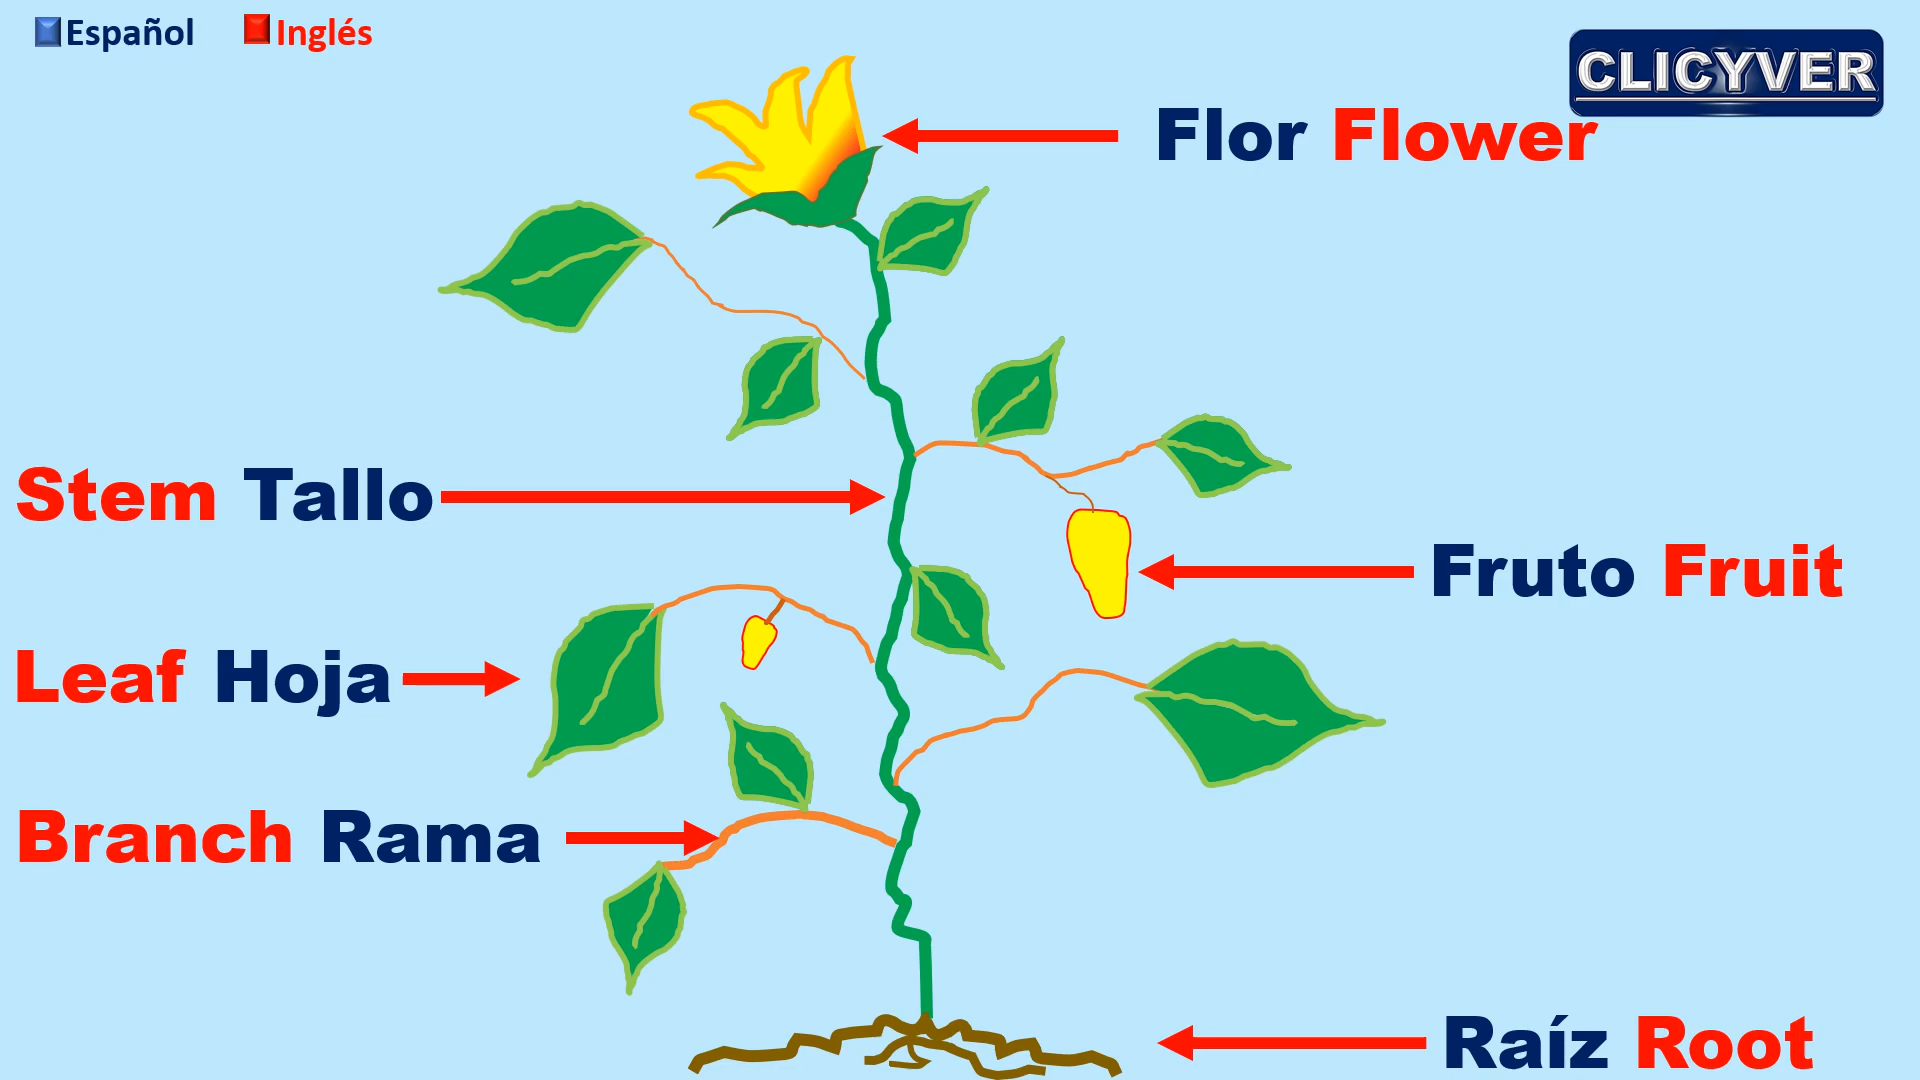 Español Inglés
CLICYVER
Flor Flower
Stem Tallo
Fruto Fruit
Leaf Hoja
Branch Rama
Raíz Root